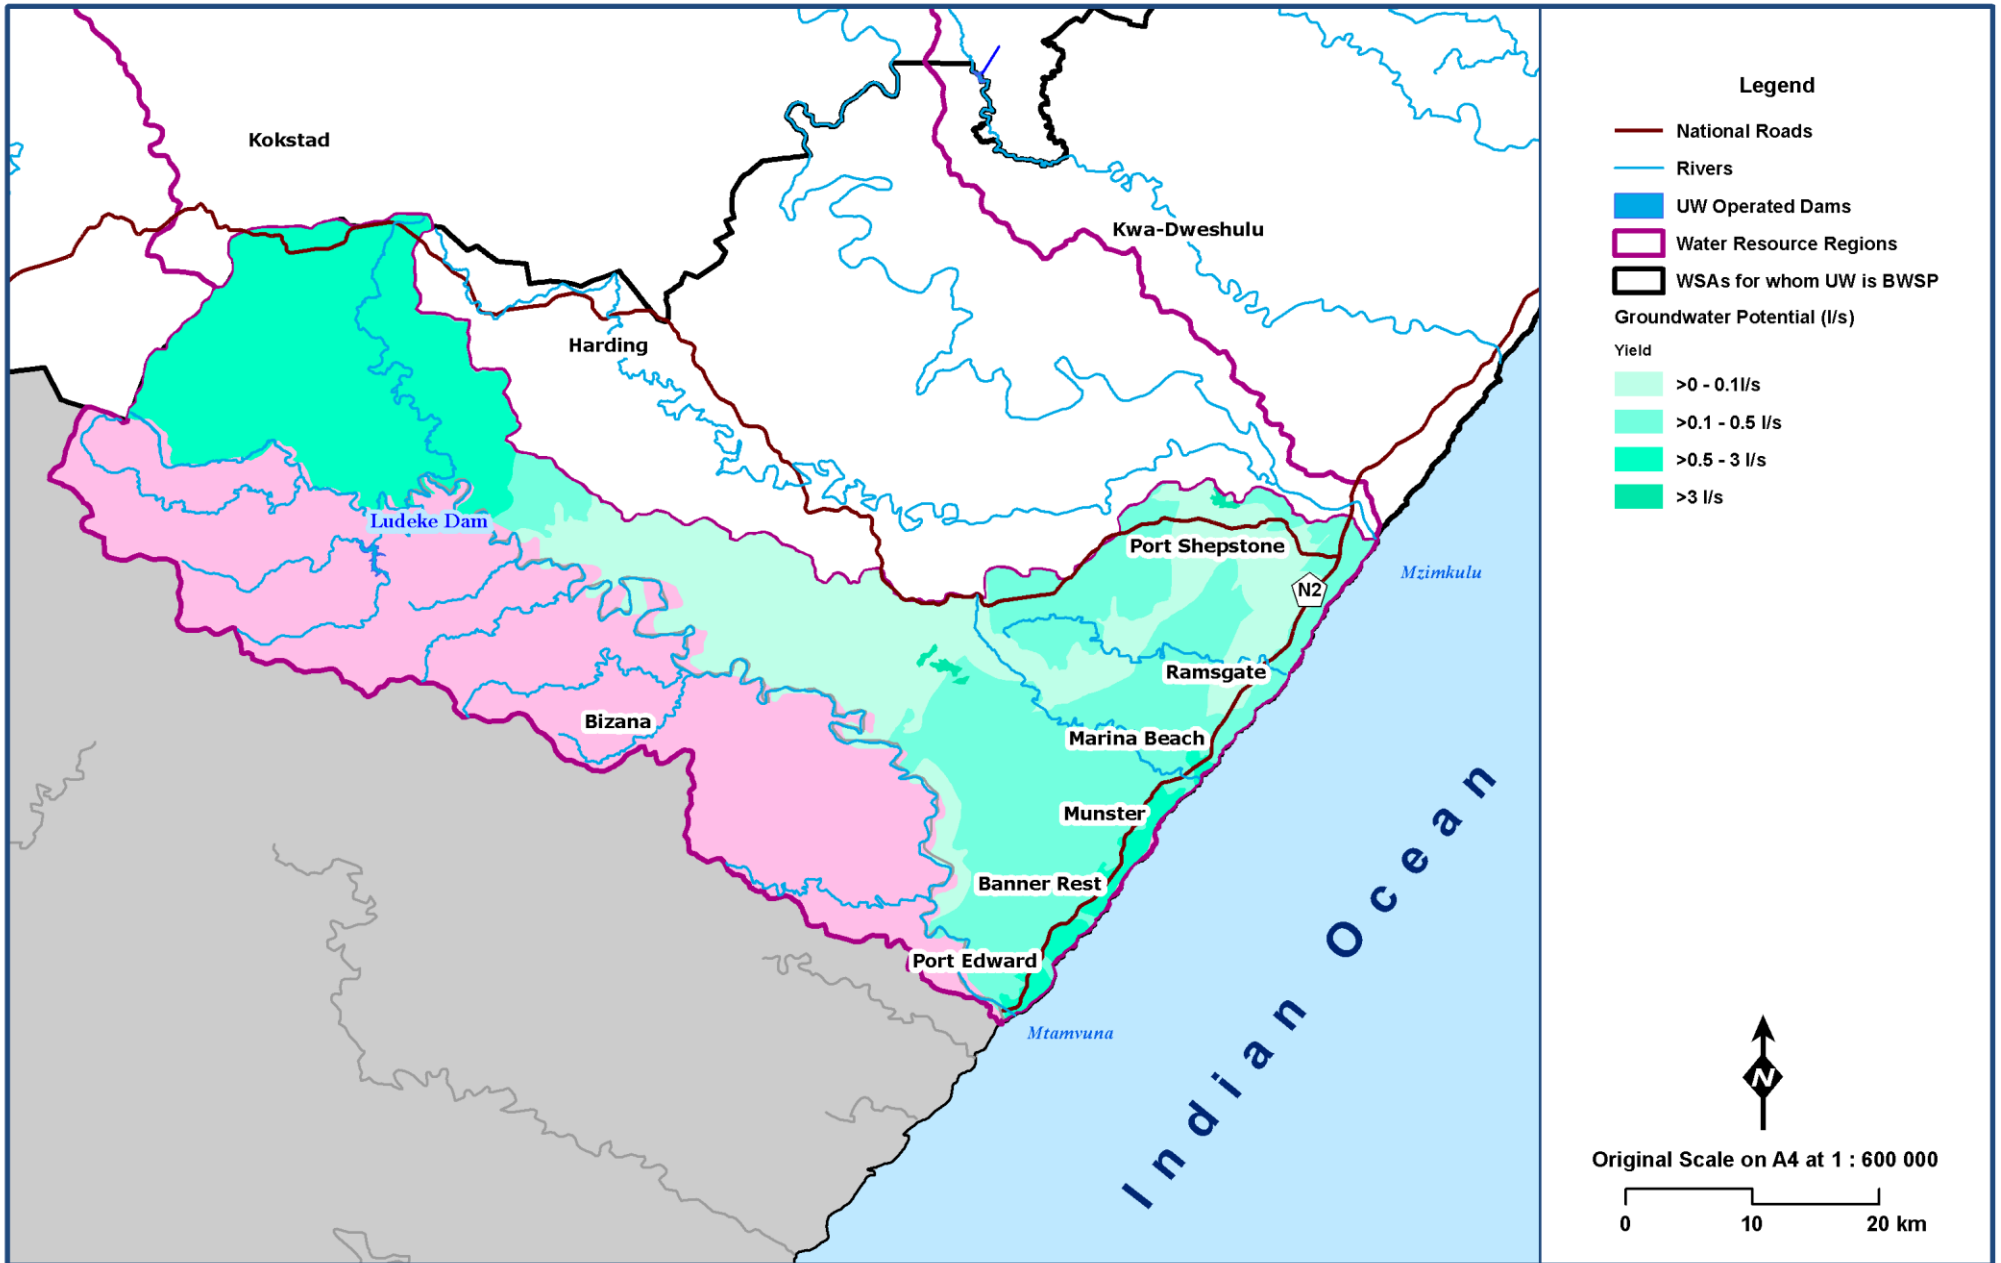 Kokstad
Kwa-Dweshulu
Harding
Ludeke Dam
Port Shepstone
N2
Mzimkulu
Ramsgate
Bizana
Marina Beach
Munster
Banner Rest
Port Edward
Mtamvuna
Indian Ocean
Legend
National Roads
Rivers
UW Operated Dams
Water Resource Regions
WSAs for whom UW is BWSP
Groundwater Potential (l/s)
Yield
>0 - 0.1l/s
>0.1 - 0.5 l/s
>0.5 - 3 l/s
>3 l/s
N
Original Scale on A4 at 1 : 600 000
0 10 20 km